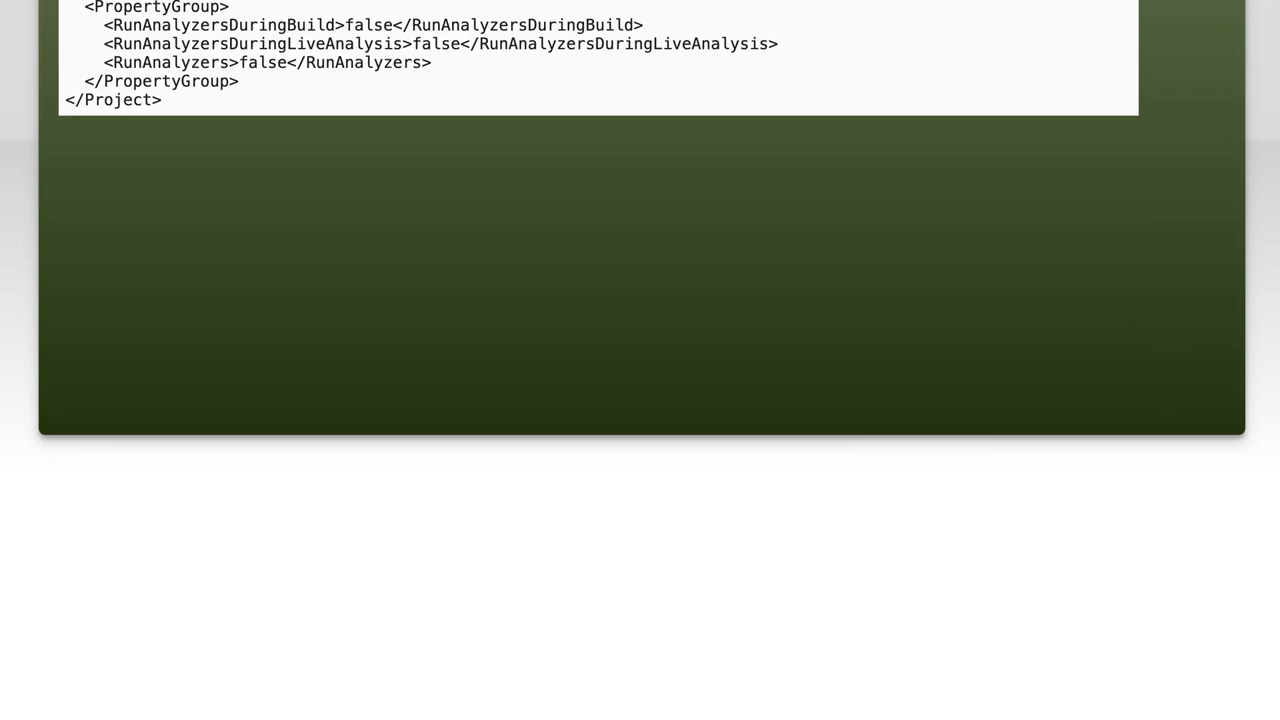 <PropertyGroup>
<RunAnalyzersDuringBuild>false</RunAnalyzersDuringBuild>
<RunAnalyzersDuringLiveAnalysis>false</RunAnalyzersDuringLiveAnalysis>
<RunAnalyzers>false</RunAnalyzers>
</PropertyGroup>
</Project>